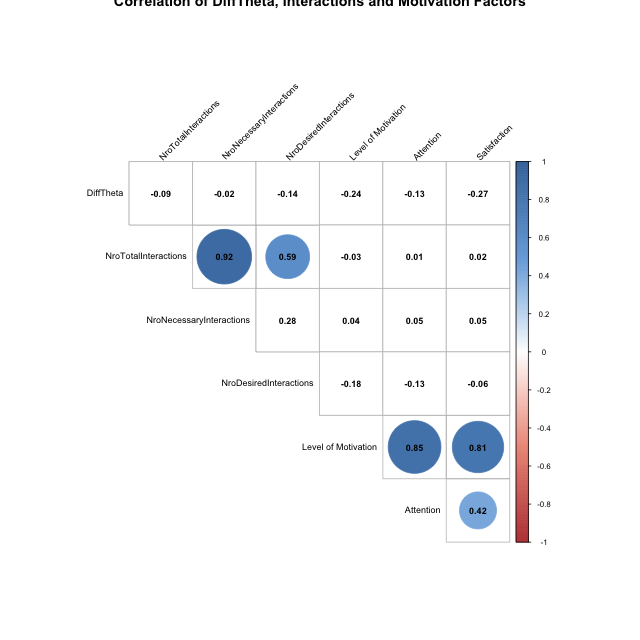 Correlation of DiffTheta, Interactions and Motivation Factors
NroTotalInteractions
NroNecessaryInteractions
NroDesiredInteractions
Level of Motivation
Attention
Satisfaction
DiffTheta -0.09 -0.02 -0.14 -0.24 -0.13 -0.27
NroTotalInteractions 0.92 0.59 -0.03 0.01 0.02
NroNecessaryInteractions 0.28 0.04 0.05 0.05
NroDesiredInteractions -0.18 -0.13 -0.06
Level of Motivation 0.85 0.81
Attention 0.42
1
0.8
0.6
0.4
0.2
0
-0.2
-0.4
-0.6
-0.8
-1